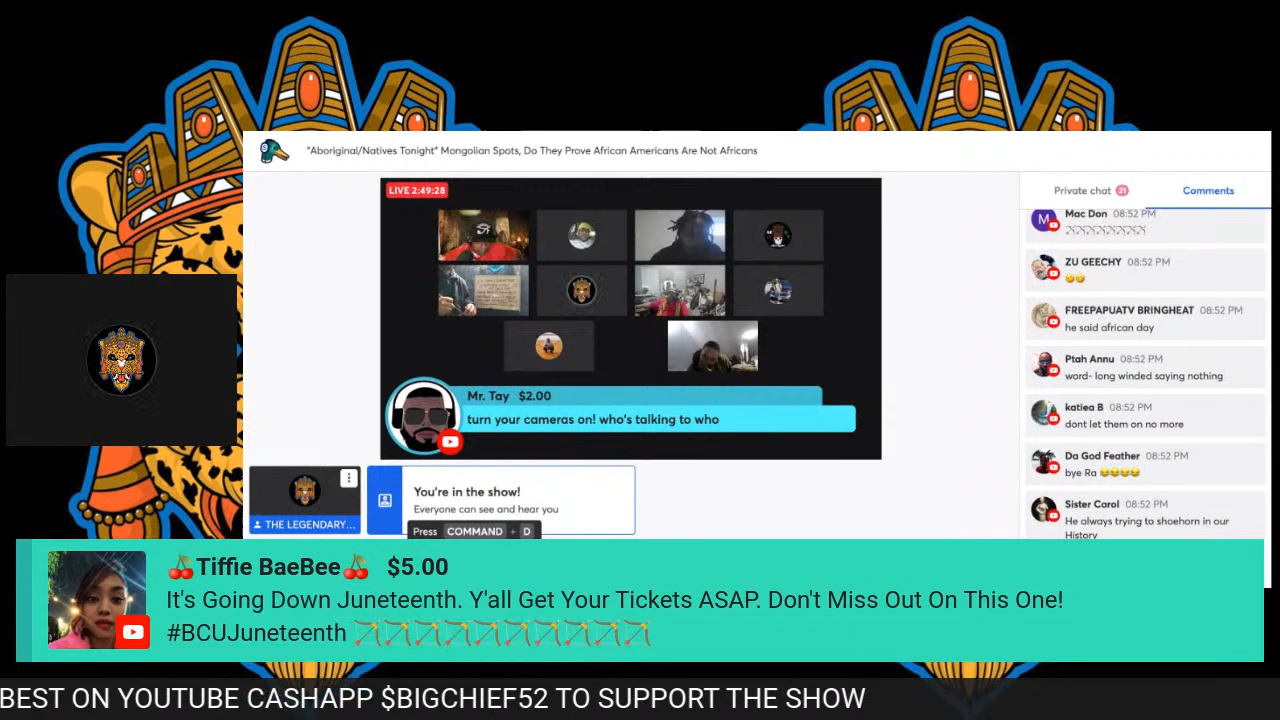 "Aboriginal/Natives Tonight" Mongolian Spots, Do They Prove African Americans Are Not Africans
LIVE 2:49:28
Mr. Tay $2.00
turn your cameras on! who's talking to who
THE LEGENDARY...
You're in the show!
Everyone can see and hear you
Press COMMAND + D
Private chat 31
Comments
Mac Don 08:52 PM
🏹🏹🏹🏹🏹🏹🏹🏹🏹
ZU GEECHY 08:52 PM
🤣🤣
FREEPAPUATV BRINGHEAT 08:52 PM
he said african day
Ptah Annu 08:52 PM
word- long winded saying nothing
katiea B 08:52 PM
dont let them on no more
Da God Feather 08:52 PM
bye Ra 😂😂😂😂
Sister Carol 08:52 PM
He always trying to shoehorn in our
History
🍒Tiffie BaeBee🍒 $5.00
It's Going Down Juneteenth. Y'all Get Your Tickets ASAP. Don't Miss Out On This One!
#BCUJuneteenth 🏹🏹🏹🏹🏹🏹🏹🏹🏹🏹
BEST ON YOUTUBE CASHAPP $BIGCHIEF52 TO SUPPORT THE SHOW